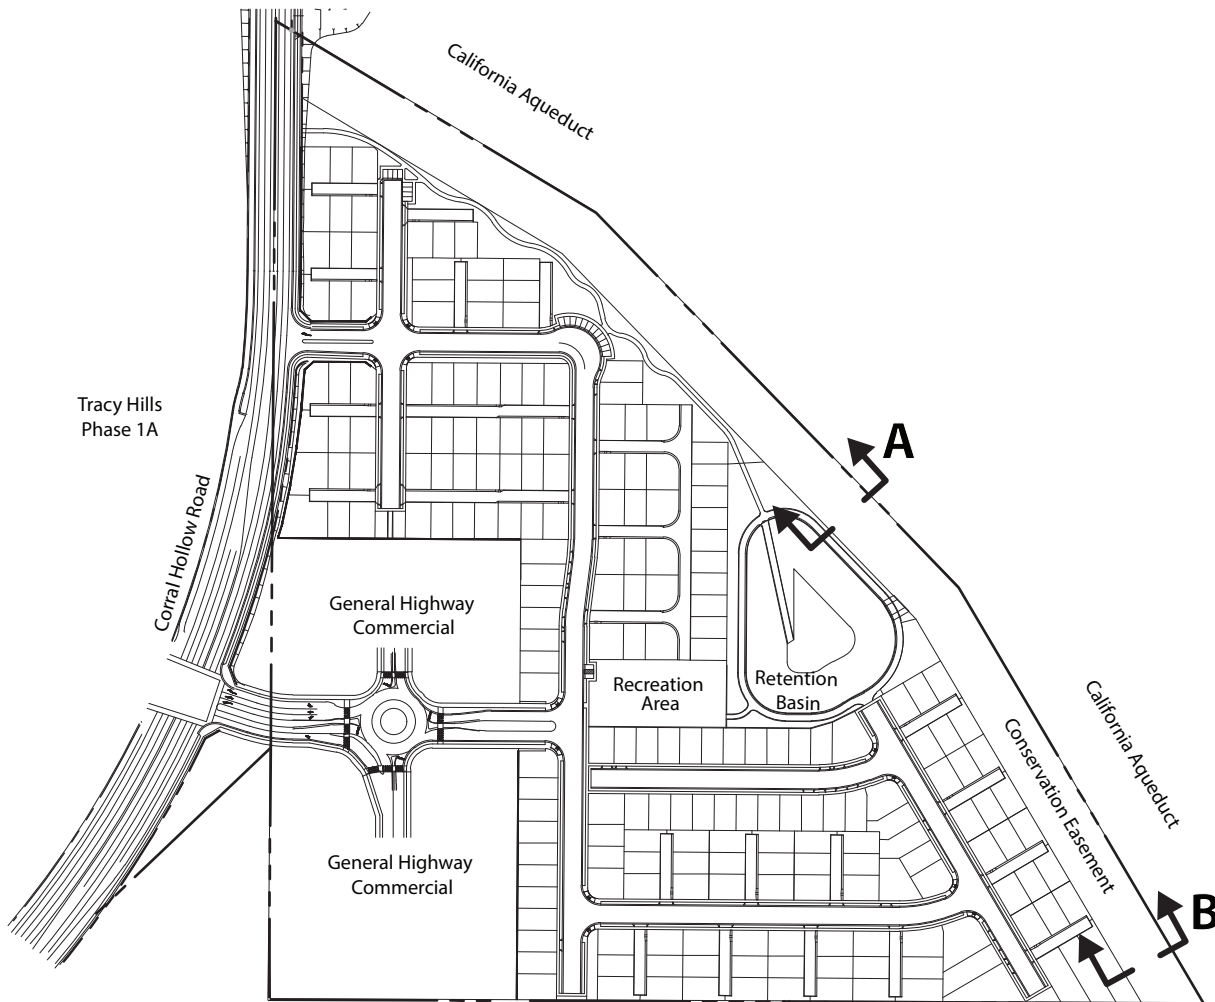 California Aqueduct
Tracy Hills
Phase 1A
A
Corral Hollow Road
General Highway
Commercial
Recreation
Area
Retention
Basin
California Aqueduct
Conservation Easement
General Highway
Commercial
B